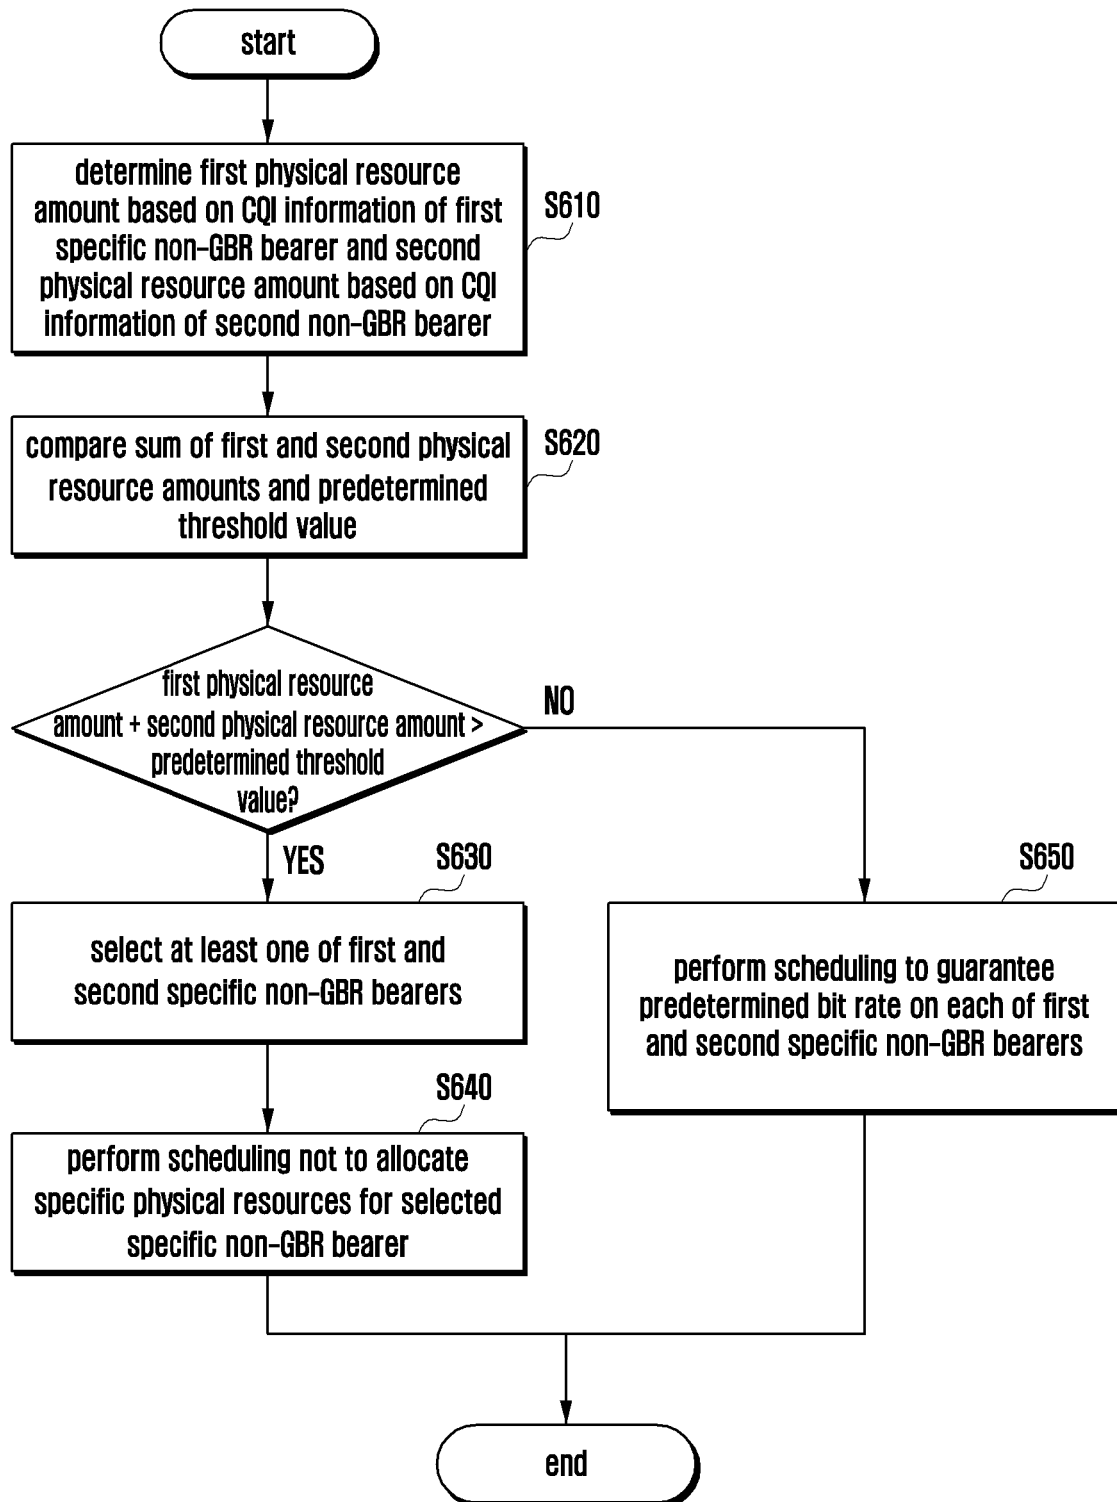 start
determine first physical resource
amount based on CQI information of first
specific non-GBR bearer and second
physical resource amount based on CQI
information of second non-GBR bearer
S610
compare sum of first and second physical
resource amounts and predetermined
threshold value
S620
first physical resource
amount + second physical resource amount >
predetermined threshold
value?
NO
YES
S630
select at least one of first and
second specific non-GBR bearers
S650
perform scheduling to guarantee
predetermined bit rate on each of first
and second specific non-GBR bearers
S640
perform scheduling not to allocate
specific physical resources for selected
specific non-GBR bearer
end